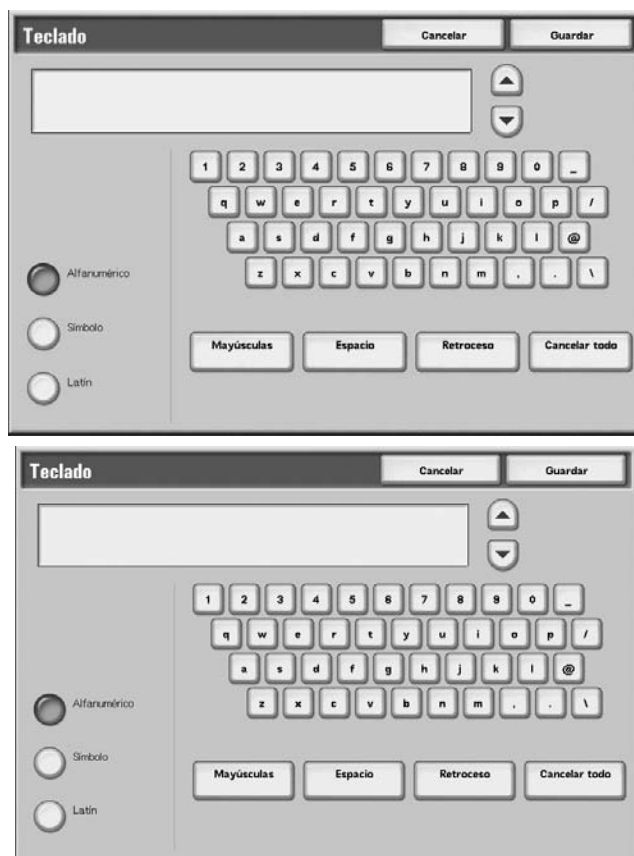 Teclado Cancelar Guardar
1 2 3 4 5 6 7 8 9 0 _
q w e r t y u i o p /
a s d f g h j k l @
z x c v b n m , . \
Alfanumérico
Símbolo
Latín
Mayúsculas Espacio Retroceso Cancelar todo
Teclado Cancelar Guardar
1 2 3 4 5 6 7 8 9 0 _
q w e r t y u i o p /
a s d f g h j k l @
z x c v b n m , . \
Alfanumérico
Símbolo
Latín
Mayúsculas Espacio Retroceso Cancelar todo